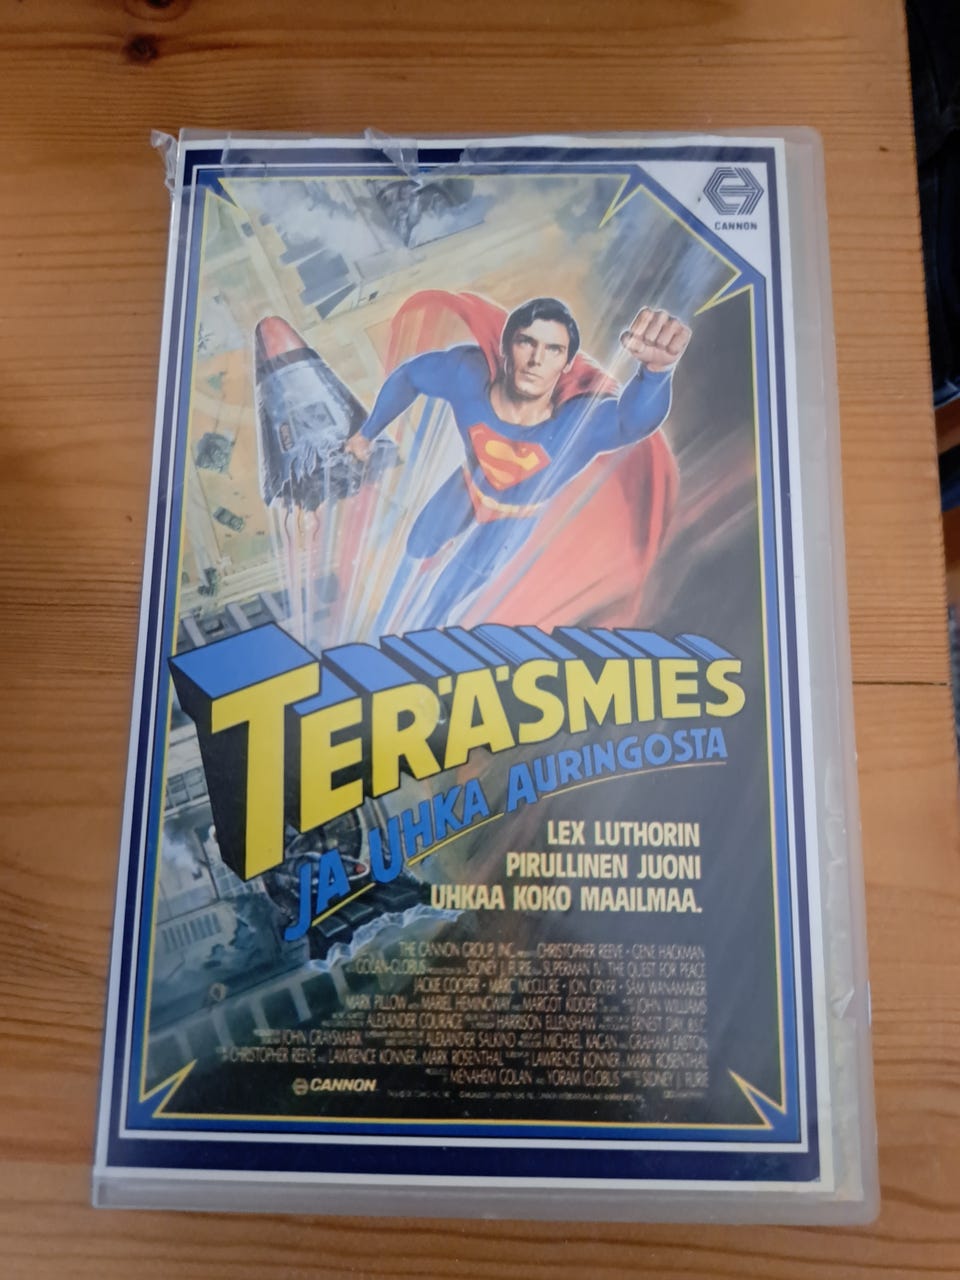 CANNON
TERÄSMIES
JA UHKA AURINGOSTA
LEX LUTHORIN
PIRULLINEN JUONI
UHKAA KOKO MAAILMAA.
THE CANNON GROUP, INC. CHRISTOPHER REEVE · GENE HACKMAN
GOLAN-GLOBUS SIDNEY J. FURIE SUPERMAN IV: THE QUEST FOR PEACE
JACKIE COOPER · MARC MCCLURE · JON CRYER · SAM WANAMAKER
MARK PILLOW MARIEL HEMINGWAY MARGOT KIDDER JOHN WILLIAMS
ALEXANDER COURAGE HARRISON ELLENSHAW ERNEST DAY, B.S.C.
JOHN GRAYSMARK ALEXANDER SALKIND MICHAEL KAGAN GRAHAM EASTON
CHRISTOPHER REEVE LAWRENCE KONNER MARK ROSENTHAL LAWRENCE KONNER MARK ROSENTHAL
MENAHEM GOLAN AND YORAM GLOBUS SIDNEY J. FURIE
CANNON